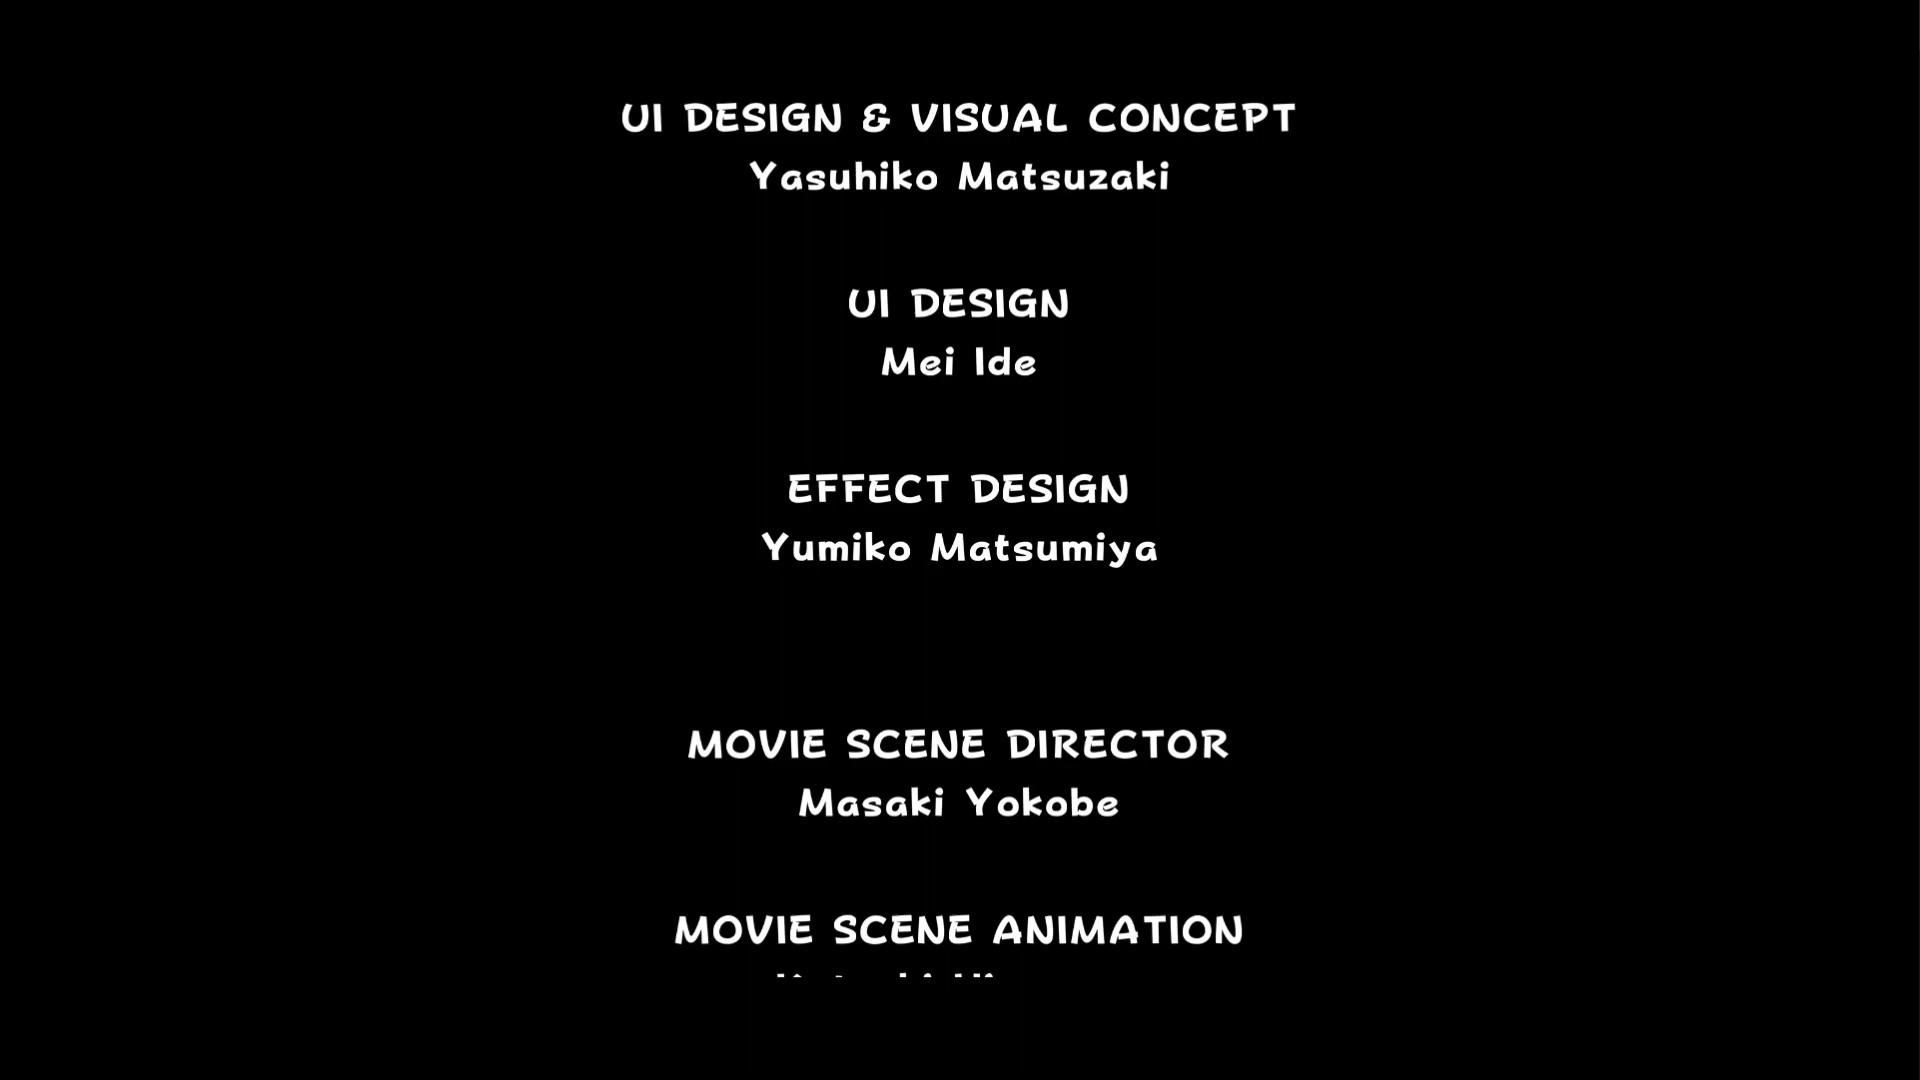 UI DESIGN & VISUAL CONCEPT
Yasuhiko Matsuzaki
UI DESIGN
Mei Ide
EFFECT DESIGN
Yumiko Matsumiya
MOVIE SCENE DIRECTOR
Masaki Yokobe
MOVIE SCENE ANIMATION